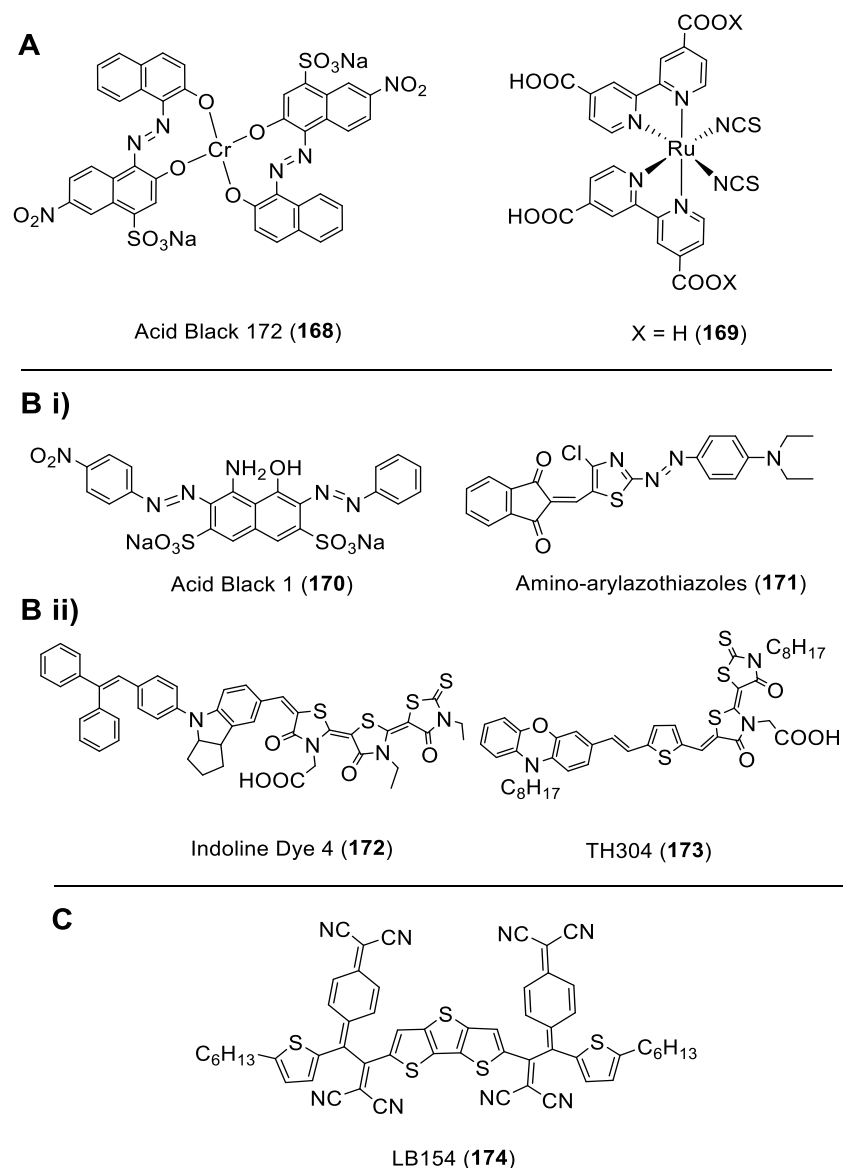 A
SO₃Na
NO₂
O
N
N
O
Cr
O
N
N
O
O₂N
SO₃Na
Acid Black 172 (168)
COOX
HOOC
N
N
NCS
Ru
NCS
N
N
HOOC
COOX
X = H (169)
B i)
O₂N
NH₂ OH
N
N
N
N
NaO₃S
SO₃Na
Acid Black 1 (170)
O
Cl
N
N
N
N
S
O
Amino-arylazothiazoles (171)
B ii)
N
S
O
N
HOOC
S
O
N
S
S
N
O
Indoline Dye 4 (172)
S
N
C₈H₁₇
S
O
S
N
COOH
O
O
N
C₈H₁₇
S
TH304 (173)
C
NC
CN
NC
CN
C₆H₁₃
S
S
S
S
S
C₆H₁₃
NC
CN
NC
CN
LB154 (174)